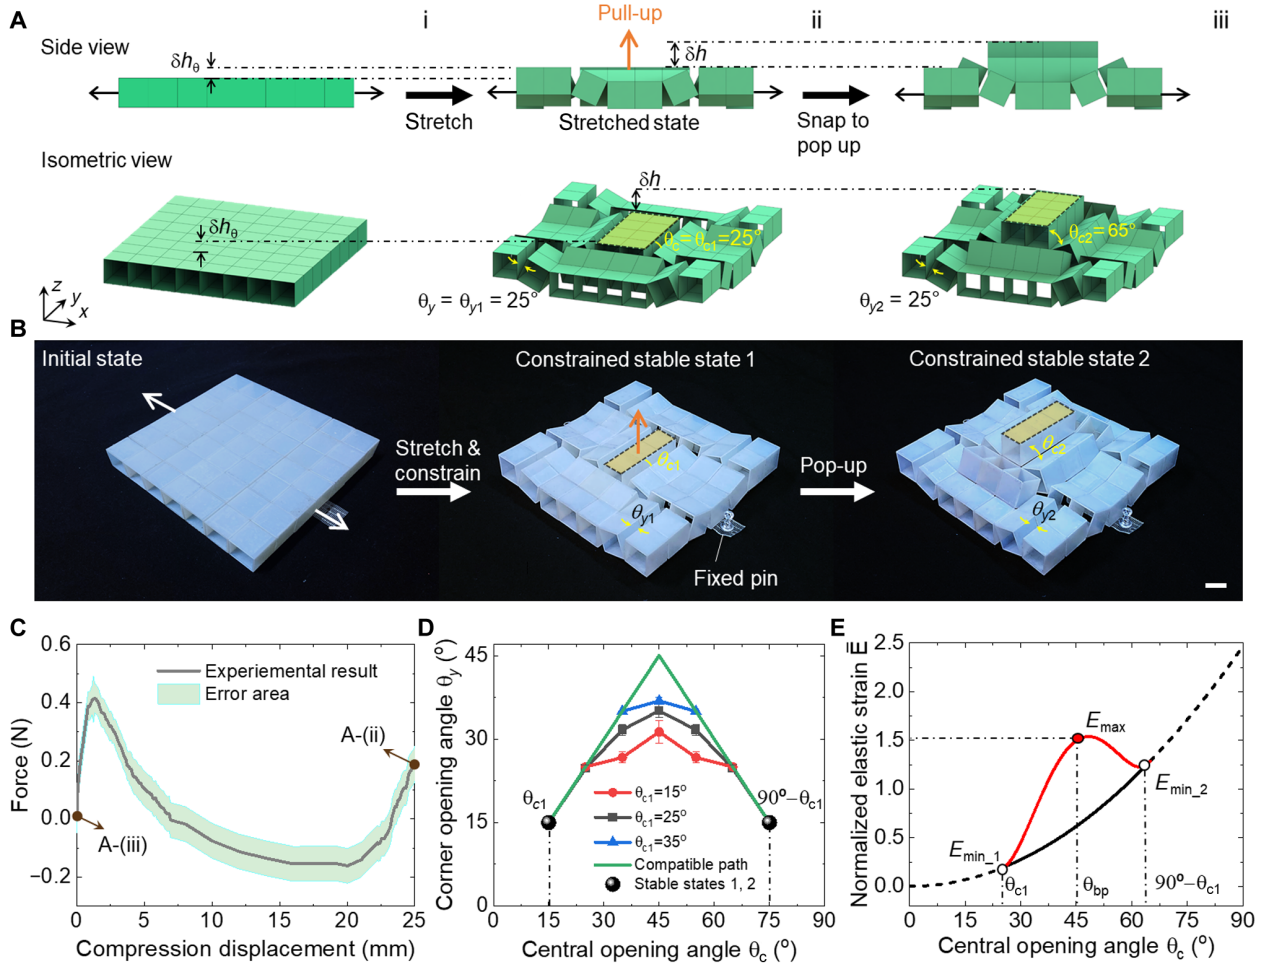 A
i
Pull-up
ii
iii
Side view
δhθ
δh
Stretch
Stretched state
Snap to
pop up
Isometric view
δhθ
δh
θc = θc1 = 25°
θc2 = 65°
z
y
x
θy = θy1 = 25°
θy2 = 25°
B
Initial state
Constrained stable state 1
Constrained stable state 2
Stretch &
constrain
Pop-up
θc1
θy1
θc2
θy2
Fixed pin
C
0.6
0.4
0.2
0.0
−0.2
Force (N)
Experiemental result
Error area
A-(ii)
A-(iii)
0
5
10
15
20
25
Compression displacement (mm)
D
45
30
15
0
Corner opening angle θy (°)
θc1
90°−θc1
θc1=15°
θc1=25°
θc1=35°
Compatible path
Stable states 1, 2
0
15
30
45
60
75
90
Central opening angle θc (°)
E
2.5
2.0
1.5
1.0
0.5
0.0
Normalized elastic strain E̅
Emax
Emin_2
Emin_1
θc1
θbp
90°−θc1
0
15
30
45
60
75
90
Central opening angle θc (°)